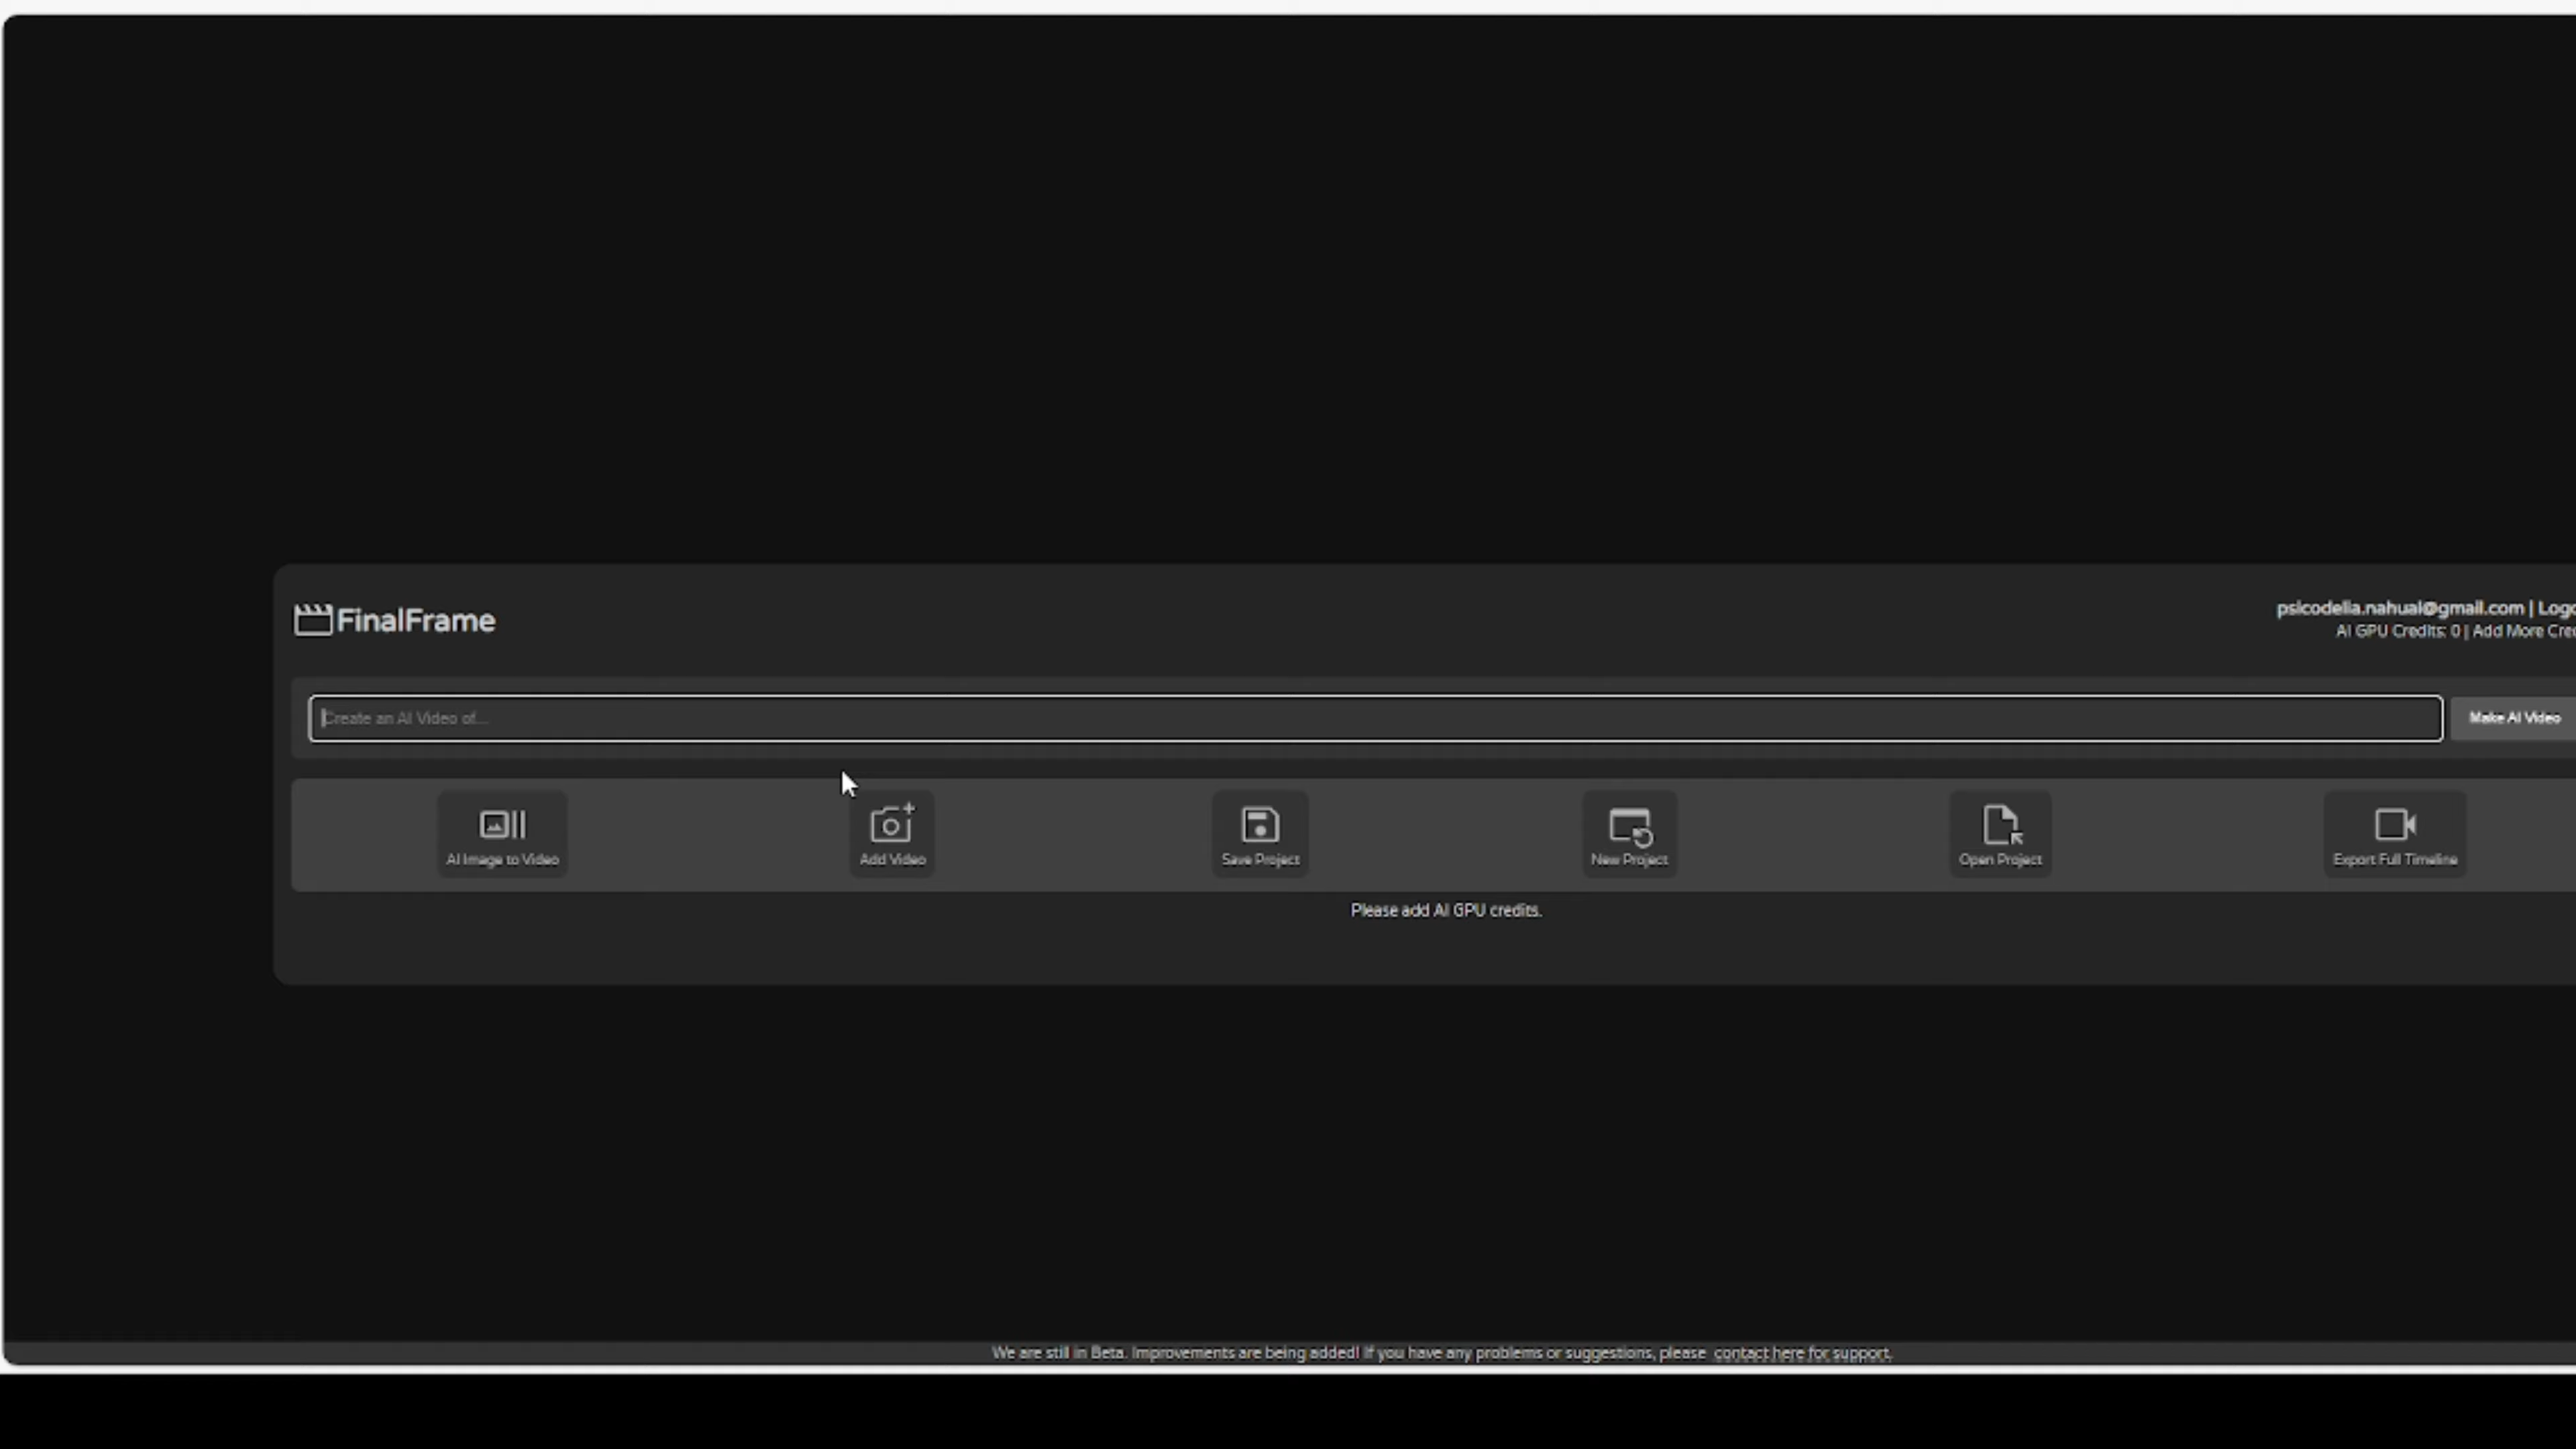 FinalFrame
psicodelia.nahual@gmail.com | Logo
AI GPU Credits: 0 | Add More Cre
Create an AI Video of...
Make AI Video
AI Image to Video
Add Video
Save Project
New Project
Open Project
Export Full Timeline
Please add AI GPU credits.
We are still in Beta. Improvements are being added! If you have any problems or suggestions, please contact here for support.